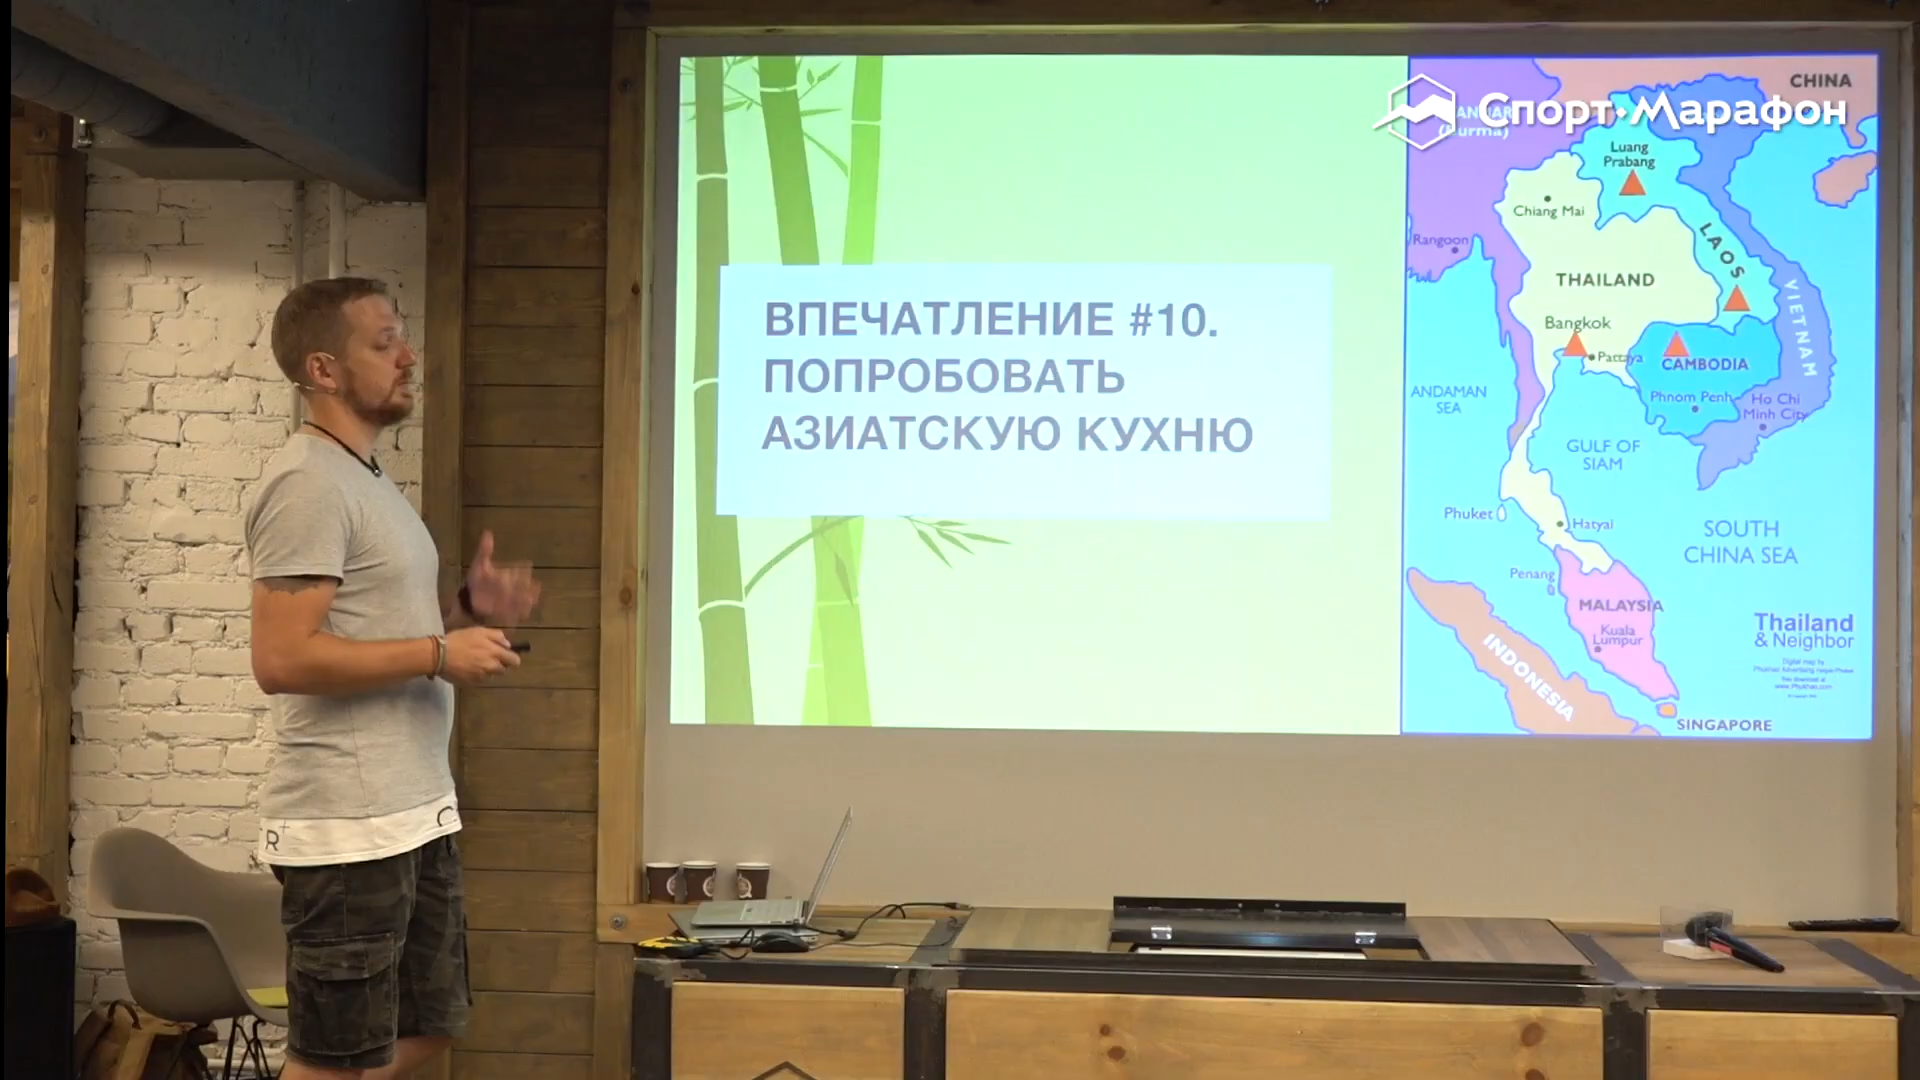 ВПЕЧАТЛЕНИЕ #10.
ПОПРОБОВАТЬ
АЗИАТСКУЮ КУХНЮ
Спорт-Марафон
CHINA
Luang
Prabang
Chiang Mai
Rangoon
LAOS
THAILAND
VIETNAM
Bangkok
Pattaya
CAMBODIA
ANDAMAN
SEA
Phnom Penh
Ho Chi
Minh City
GULF OF
SIAM
Phuket
Hatyai
SOUTH
CHINA SEA
Penang
MALAYSIA
Kuala
Lumpur
Thailand
& Neighbor
INDONESIA
SINGAPORE
R+